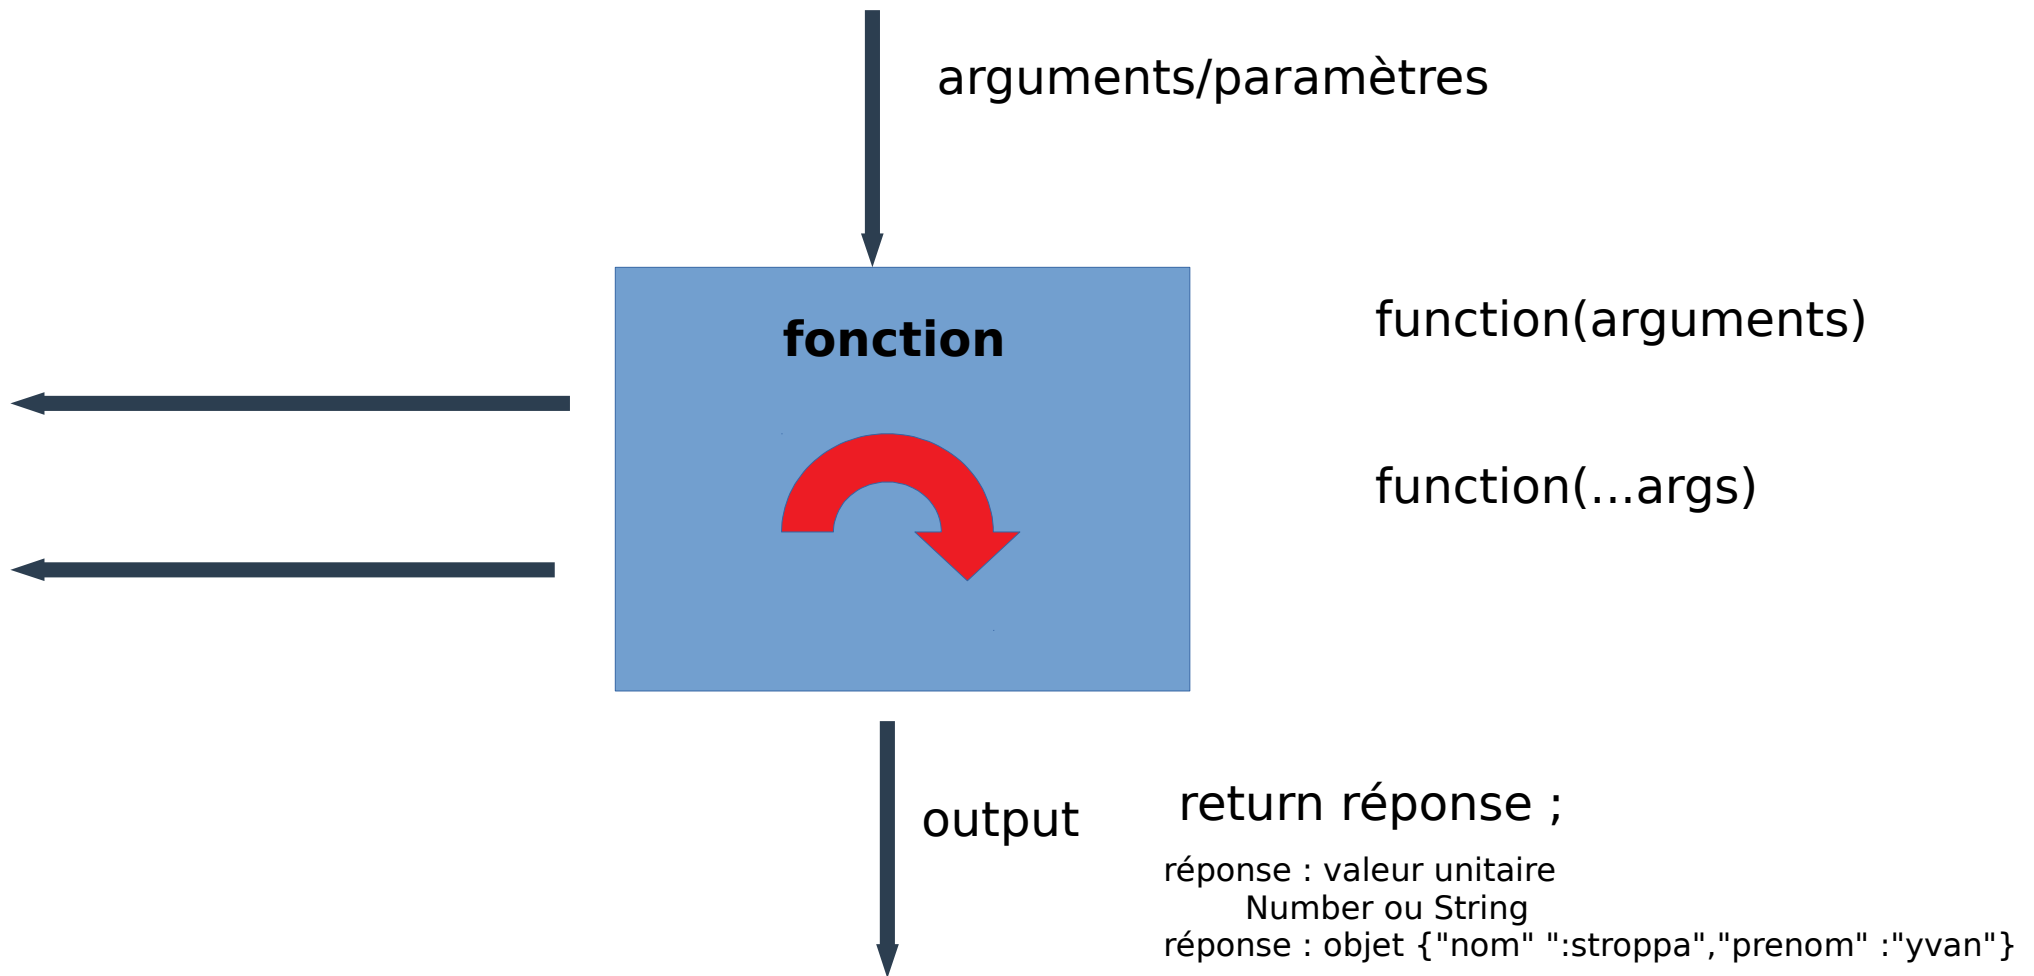 arguments/paramètres
fonction
function(arguments)
function(...args)
output
return réponse ;
réponse : valeur unitaire
Number ou String
réponse : objet {"nom" ":stroppa","prenom" :"yvan"}